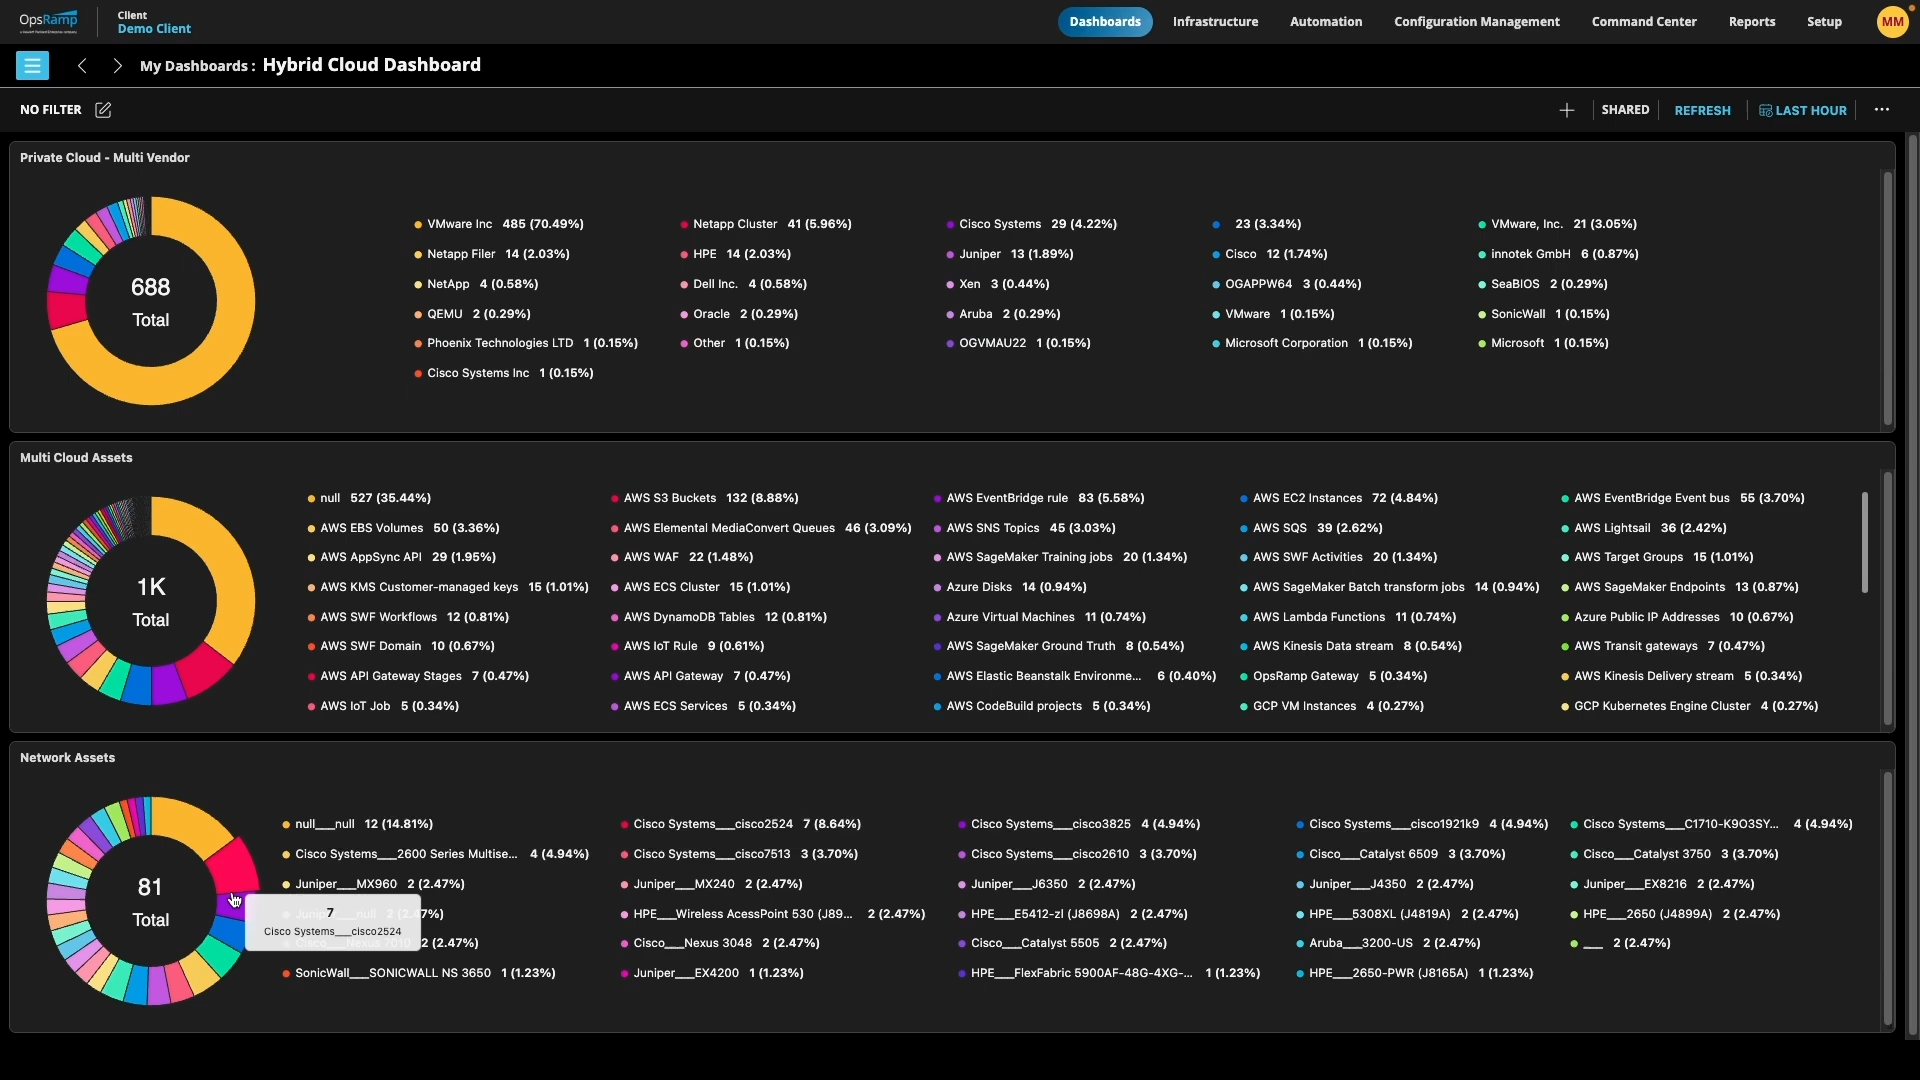 OpsRamp
Client
Demo Client
Dashboards
Infrastructure
Automation
Configuration Management
Command Center
Reports
Setup
MM
My Dashboards : Hybrid Cloud Dashboard
NO FILTER
SHARED
REFRESH
LAST HOUR
Private Cloud - Multi Vendor
688
Total
VMware Inc 485 (70.49%)
Netapp Cluster 41 (5.96%)
Cisco Systems 29 (4.22%)
23 (3.34%)
VMware, Inc. 21 (3.05%)
Netapp Filer 14 (2.03%)
HPE 14 (2.03%)
Juniper 13 (1.89%)
Cisco 12 (1.74%)
innotek GmbH 6 (0.87%)
NetApp 4 (0.58%)
Dell Inc. 4 (0.58%)
Xen 3 (0.44%)
OGAPPW64 3 (0.44%)
SeaBIOS 2 (0.29%)
QEMU 2 (0.29%)
Oracle 2 (0.29%)
Aruba 2 (0.29%)
VMware 1 (0.15%)
SonicWall 1 (0.15%)
Phoenix Technologies LTD 1 (0.15%)
Other 1 (0.15%)
OGVMAU22 1 (0.15%)
Microsoft Corporation 1 (0.15%)
Microsoft 1 (0.15%)
Cisco Systems Inc 1 (0.15%)
Multi Cloud Assets
1K
Total
null 527 (35.44%)
AWS S3 Buckets 132 (8.88%)
AWS EventBridge rule 83 (5.58%)
AWS EC2 Instances 72 (4.84%)
AWS EventBridge Event bus 55 (3.70%)
AWS EBS Volumes 50 (3.36%)
AWS Elemental MediaConvert Queues 46 (3.09%)
AWS SNS Topics 45 (3.03%)
AWS SQS 39 (2.62%)
AWS Lightsail 36 (2.42%)
AWS AppSync API 29 (1.95%)
AWS WAF 22 (1.48%)
AWS SageMaker Training jobs 20 (1.34%)
AWS SWF Activities 20 (1.34%)
AWS Target Groups 15 (1.01%)
AWS KMS Customer-managed keys 15 (1.01%)
AWS ECS Cluster 15 (1.01%)
Azure Disks 14 (0.94%)
AWS SageMaker Batch transform jobs 14 (0.94%)
AWS SageMaker Endpoints 13 (0.87%)
AWS SWF Workflows 12 (0.81%)
AWS DynamoDB Tables 12 (0.81%)
Azure Virtual Machines 11 (0.74%)
AWS Lambda Functions 11 (0.74%)
Azure Public IP Addresses 10 (0.67%)
AWS SWF Domain 10 (0.67%)
AWS IoT Rule 9 (0.61%)
AWS SageMaker Ground Truth 8 (0.54%)
AWS Kinesis Data stream 8 (0.54%)
AWS Transit gateways 7 (0.47%)
AWS API Gateway Stages 7 (0.47%)
AWS API Gateway 7 (0.47%)
AWS Elastic Beanstalk Environme... 6 (0.40%)
OpsRamp Gateway 5 (0.34%)
AWS Kinesis Delivery stream 5 (0.34%)
AWS IoT Job 5 (0.34%)
AWS ECS Services 5 (0.34%)
AWS CodeBuild projects 5 (0.34%)
GCP VM Instances 4 (0.27%)
GCP Kubernetes Engine Cluster 4 (0.27%)
Network Assets
81
Total
null___null 12 (14.81%)
Cisco Systems___cisco2524 7 (8.64%)
Cisco Systems___cisco3825 4 (4.94%)
Cisco Systems___cisco1921k9 4 (4.94%)
Cisco Systems___C1710-K9O3SY... 4 (4.94%)
Cisco Systems___2600 Series Multise... 4 (4.94%)
Cisco Systems___cisco7513 3 (3.70%)
Cisco Systems___cisco2610 3 (3.70%)
Cisco___Catalyst 6509 3 (3.70%)
Cisco___Catalyst 3750 3 (3.70%)
Juniper___MX960 2 (2.47%)
Juniper___MX240 2 (2.47%)
Juniper___J6350 2 (2.47%)
Juniper___J4350 2 (2.47%)
Juniper___EX8216 2 (2.47%)
Juniper___null 2 (2.47%)
HPE___Wireless AcessPoint 530 (J89... 2 (2.47%)
HPE___E5412-zl (J8698A) 2 (2.47%)
HPE___5308XL (J4819A) 2 (2.47%)
HPE___2650 (J4899A) 2 (2.47%)
7
Cisco Systems___cisco2524
Cisco___Nexus 7010 2 (2.47%)
Cisco___Nexus 3048 2 (2.47%)
Cisco___Catalyst 5505 2 (2.47%)
Aruba___3200-US 2 (2.47%)
___ 2 (2.47%)
SonicWall___SONICWALL NS 3650 1 (1.23%)
Juniper___EX4200 1 (1.23%)
HPE___FlexFabric 5900AF-48G-4XG-... 1 (1.23%)
HPE___2650-PWR (J8165A) 1 (1.23%)